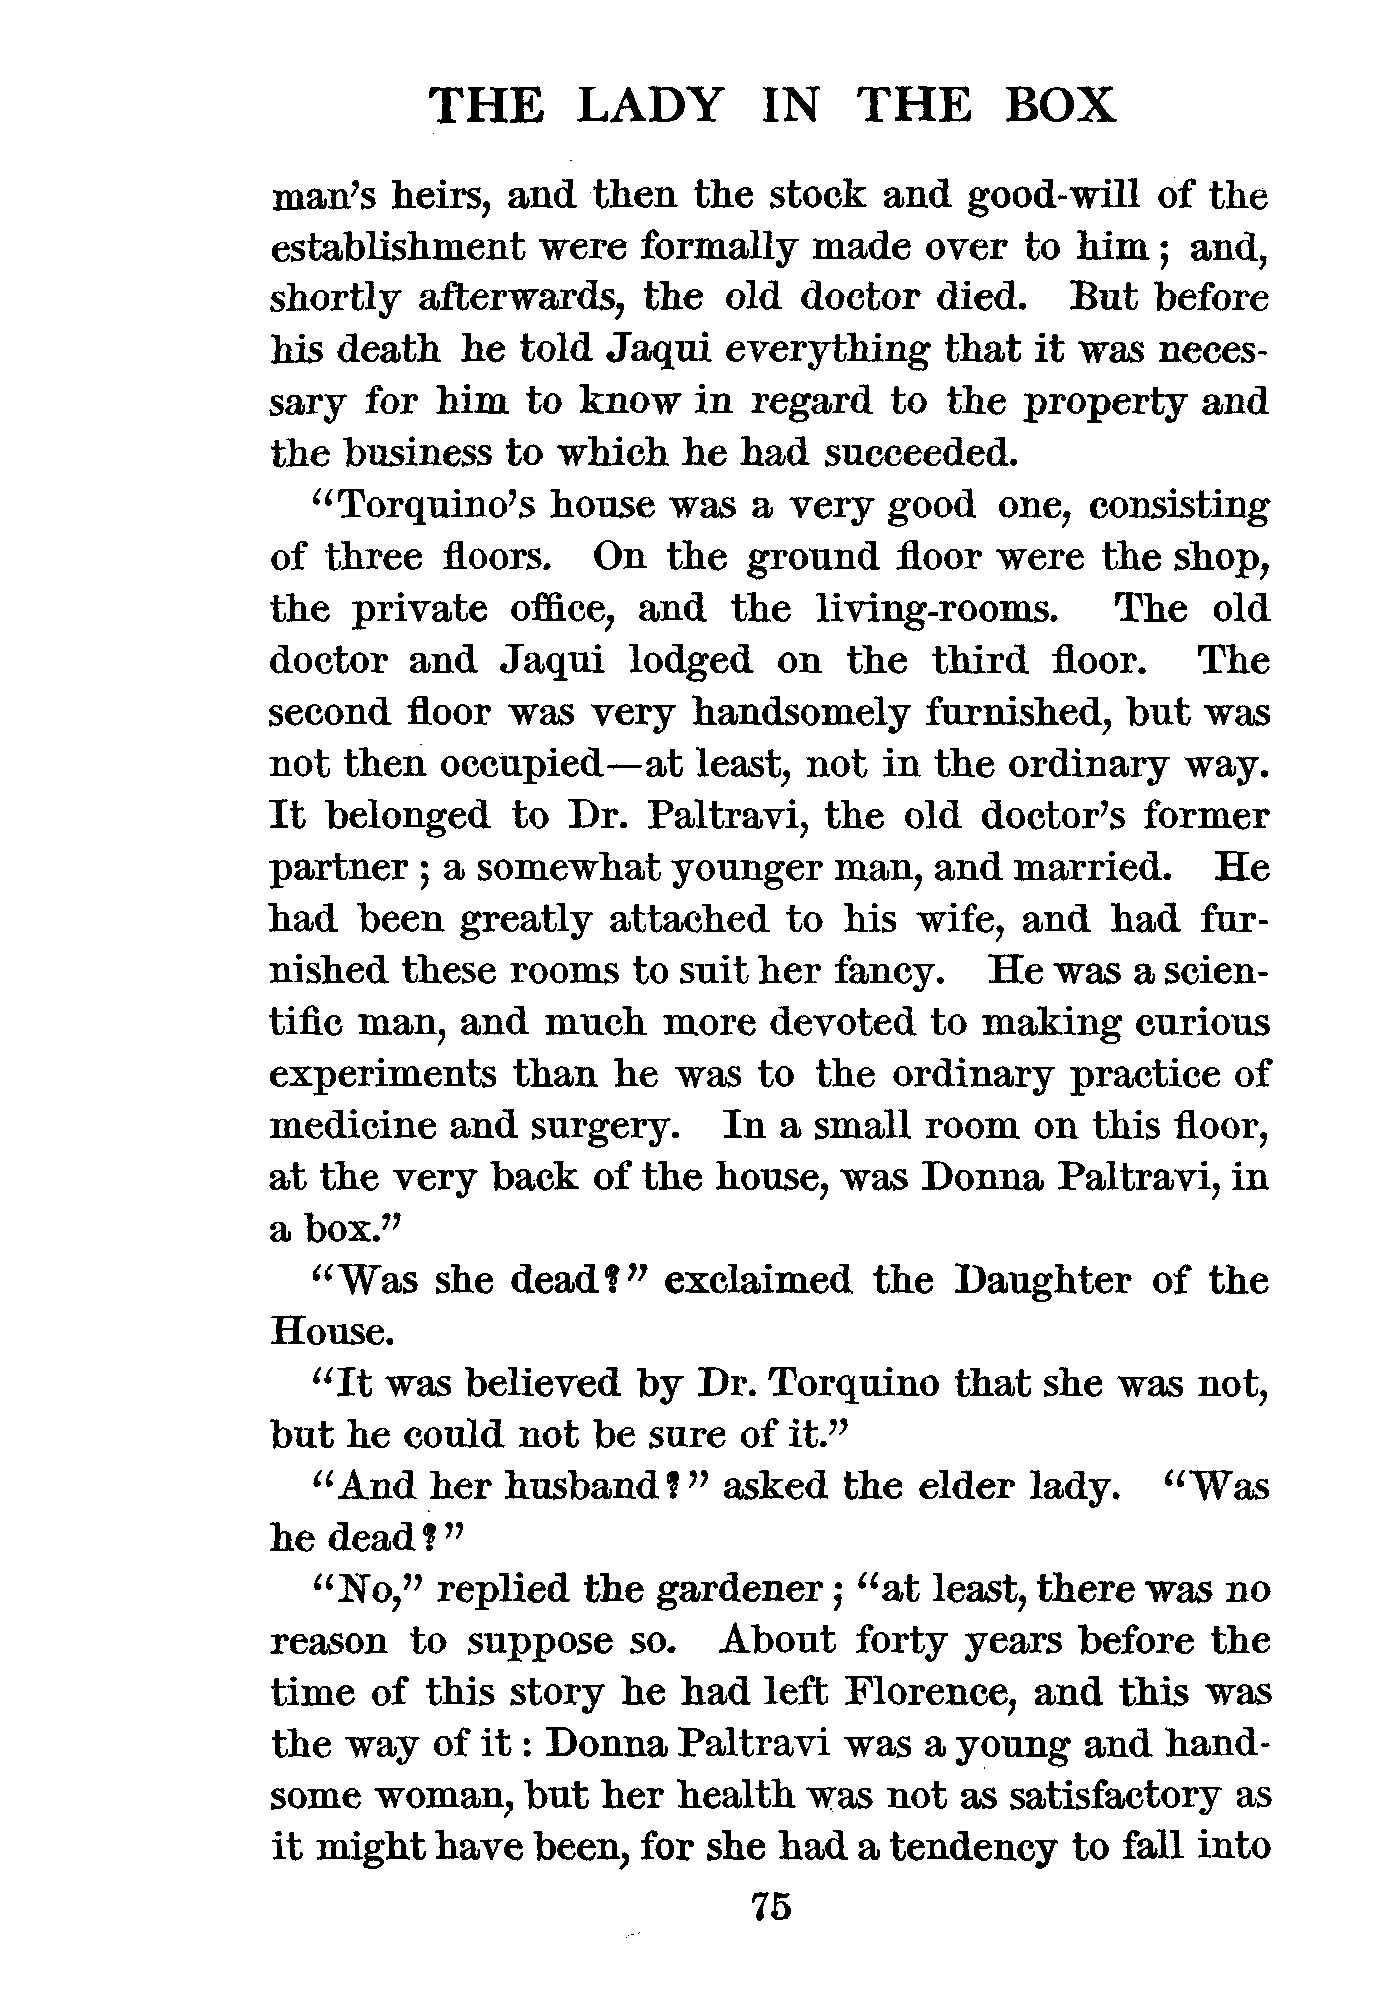 THE LADY IN THE BOX
man's heirs, and then the stock and good-will of the
establishment were formally made over to him; and,
shortly afterwards, the old doctor died. But before
his death he told Jaqui everything that it was neces-
sary for him to know in regard to the property and
the business to which he had succeeded.
"Torquino's house was a very good one, consisting
of three floors. On the ground floor were the shop,
the private office, and the living-rooms. The old
doctor and Jaqui lodged on the third floor. The
second floor was very handsomely furnished, but was
not then occupied—at least, not in the ordinary way.
It belonged to Dr. Paltravi, the old doctor's former
partner; a somewhat younger man, and married. He
had been greatly attached to his wife, and had fur-
nished these rooms to suit her fancy. He was a scien-
tific man, and much more devoted to making curious
experiments than he was to the ordinary practice of
medicine and surgery. In a small room on this floor,
at the very back of the house, was Donna Paltravi, in
a box."
"Was she dead?" exclaimed the Daughter of the
House.
"It was believed by Dr. Torquino that she was not,
but he could not be sure of it."
"And her husband?" asked the elder lady. "Was
he dead?"
"No," replied the gardener; "at least, there was no
reason to suppose so. About forty years before the
time of this story he had left Florence, and this was
the way of it: Donna Paltravi was a young and hand-
some woman, but her health was not as satisfactory as
it might have been, for she had a tendency to fall into
75